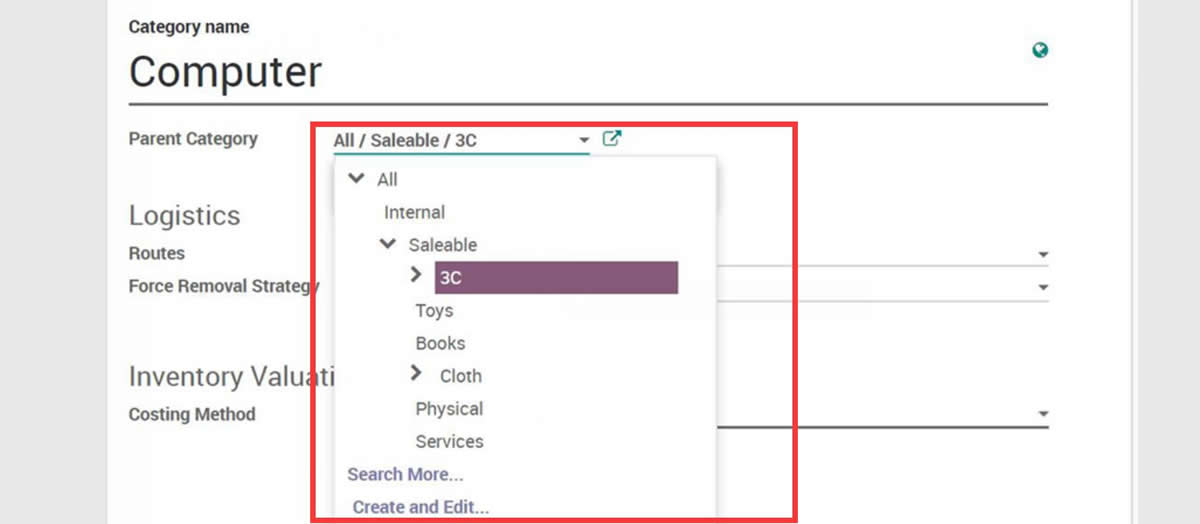 Category name
Computer
Parent Category
All / Saleable / 3C
All
Internal
Saleable
3C
Toys
Books
Cloth
Physical
Services
Search More...
Create and Edit...
Logistics
Routes
Force Removal Strategy
Inventory Valuati
Costing Method